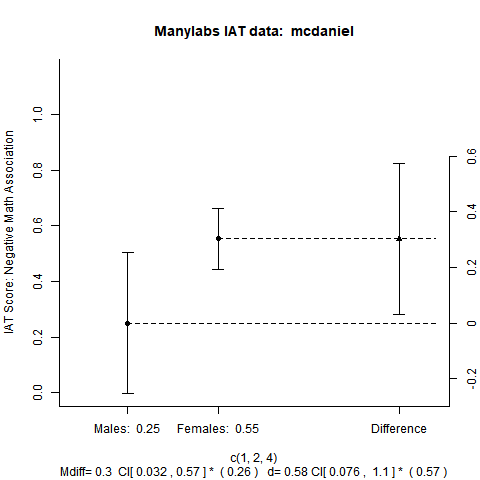 Manylabs IAT data:  mcdaniel
IAT Score: Negative Math Association
0.0
0.2
0.4
0.6
0.8
1.0
-0.2
0
0.2
0.4
0.6
Males:  0.25
Females:  0.55
Difference
c(1, 2, 4)
Mdiff= 0.3  CI[ 0.032 , 0.57 ] *  ( 0.26 )   d= 0.58 CI[ 0.076 ,  1.1 ] *  ( 0.57 )